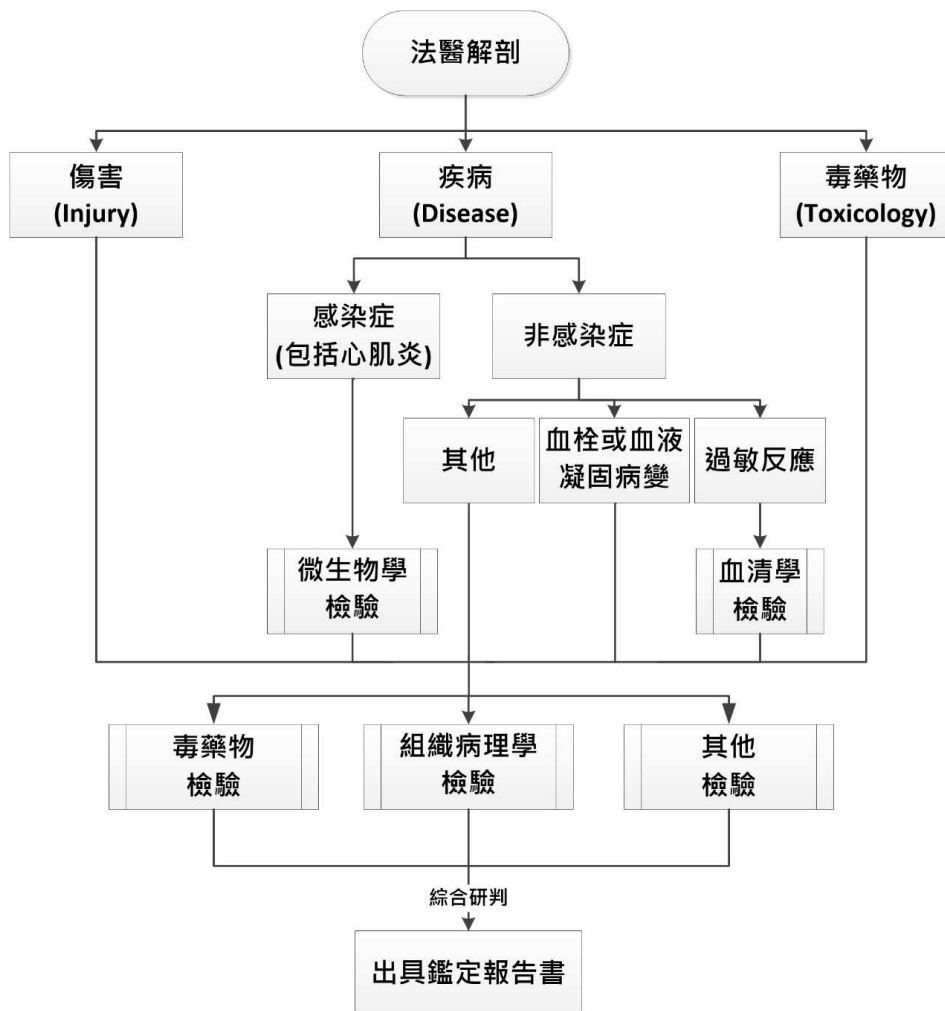 法醫解剖
傷害
(Injury)
疾病
(Disease)
毒藥物
(Toxicology)
感染症
(包括心肌炎)
非感染症
其他
血栓或血液
凝固病變
過敏反應
微生物學
檢驗
血清學
檢驗
毒藥物
檢驗
組織病理學
檢驗
其他
檢驗
綜合研判
出具鑑定報告書